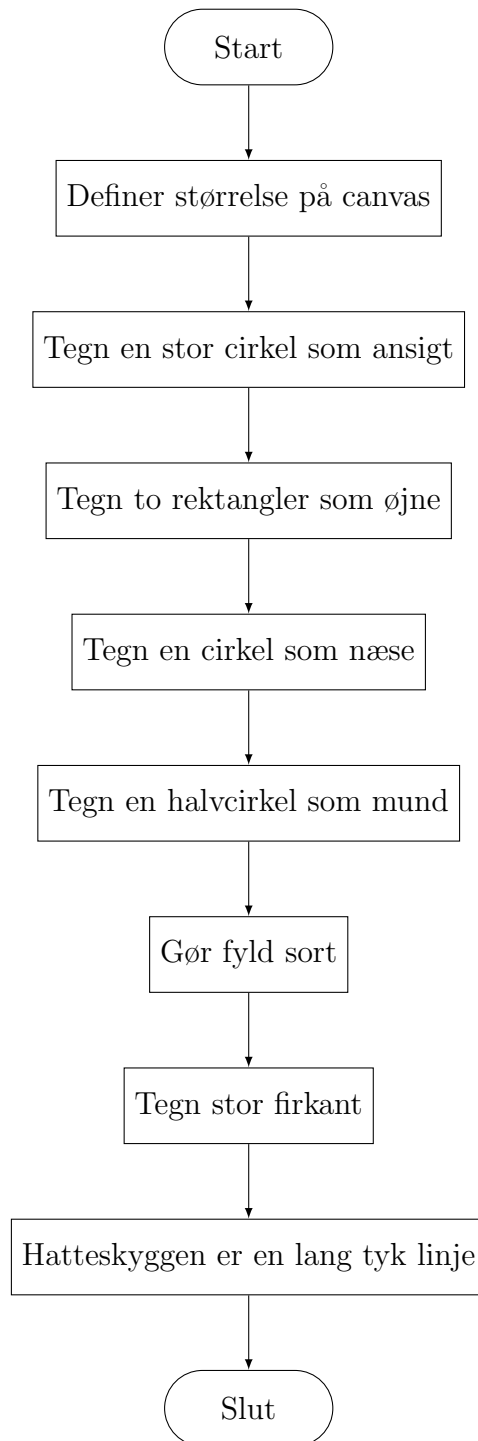 Start
Definer størrelse på canvas
Tegn en stor cirkel som ansigt
Tegn to rektangler som øjne
Tegn en cirkel som næse
Tegn en halvcirkel som mund
Gør fyld sort
Tegn stor firkant
Hatteskyggen er en lang tyk linje
Slut